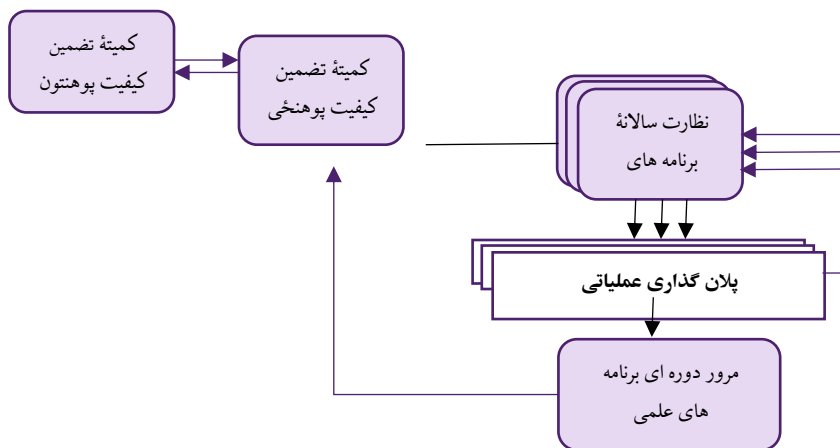 کمیتهٔ تضمین
کیفیت پوهنتون
کمیتهٔ تضمین
کیفیت پوهنځی
نظارت سالانهٔ
برنامه های
پلان گذاری عملیاتی
مرور دوره ای برنامه
های علمی